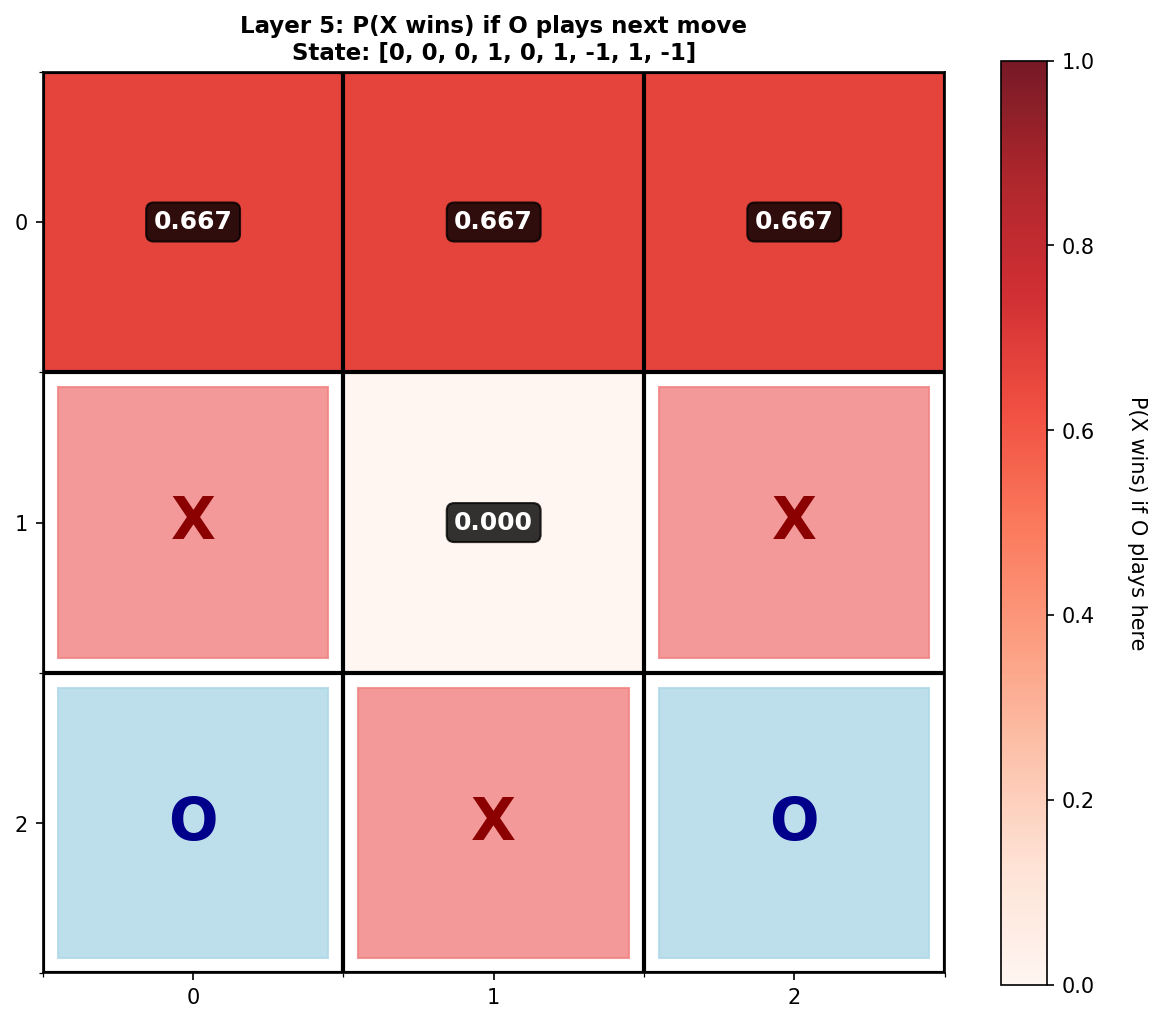 Layer 5: P(X wins) if O plays next move
State: [0, 0, 0, 1, 0, 1, -1, 1, -1]
0
0.667
0.667
0.667
1
X
0.000
X
2
O
X
O
0
1
2
1.0
0.8
0.6
0.4
0.2
0.0
P(X wins) if O plays here